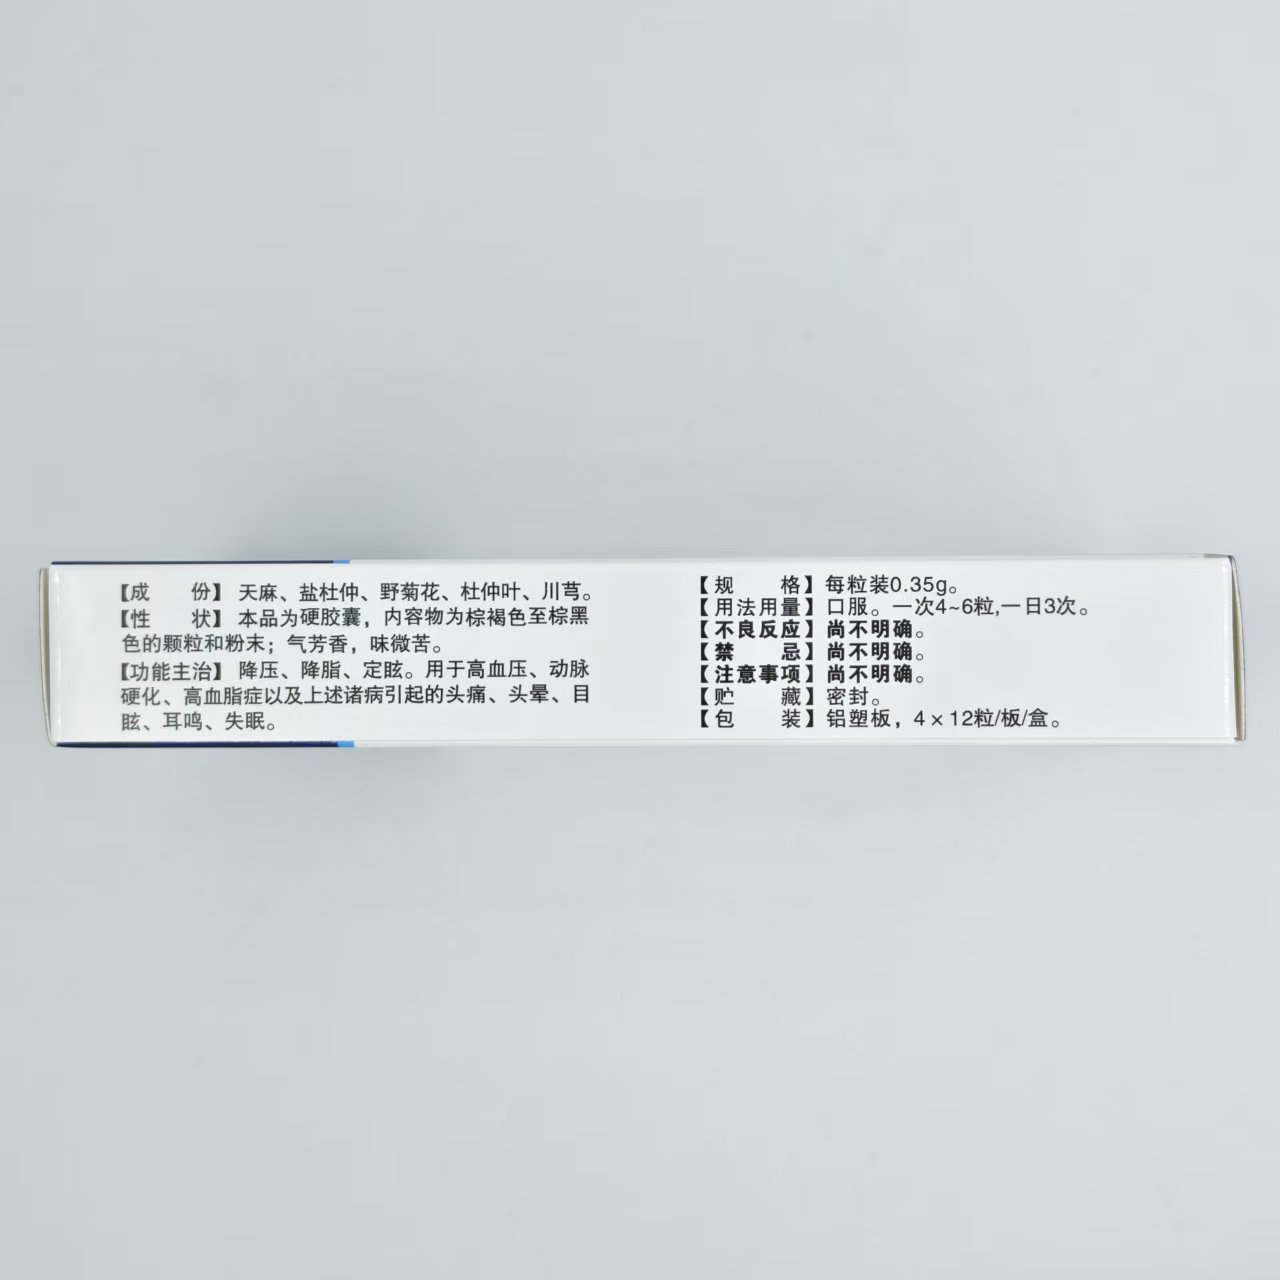 【成　　份】 天麻、盐杜仲、野菊花、杜仲叶、川芎。
【性　　状】 本品为硬胶囊，内容物为棕褐色至棕黑
色的颗粒和粉末；气芳香，味微苦。
【功能主治】 降压、降脂、定眩。用于高血压、动脉
硬化、高血脂症以及上述诸病引起的头痛、头晕、目
眩、耳鸣、失眠。
【规　　格】 每粒装0.35g。
【用法用量】 口服。一次4~6粒,一日3次。
【不良反应】 尚不明确。
【禁　　忌】 尚不明确。
【注意事项】 尚不明确。
【贮　　藏】 密封。
【包　　装】 铝塑板，4×12粒/板/盒。